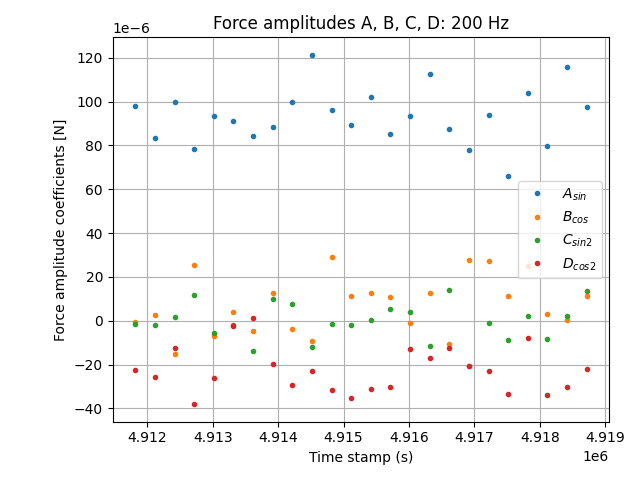 Force amplitudes A, B, C, D: 200 Hz
1e−6
120
100
80
60
40
20
0
−20
−40
Force amplitude coefficients [N]
A_sin
B_cos
C_sin2
D_cos2
4.912 4.913 4.914 4.915 4.916 4.917 4.918 4.919
Time stamp (s)
1e6